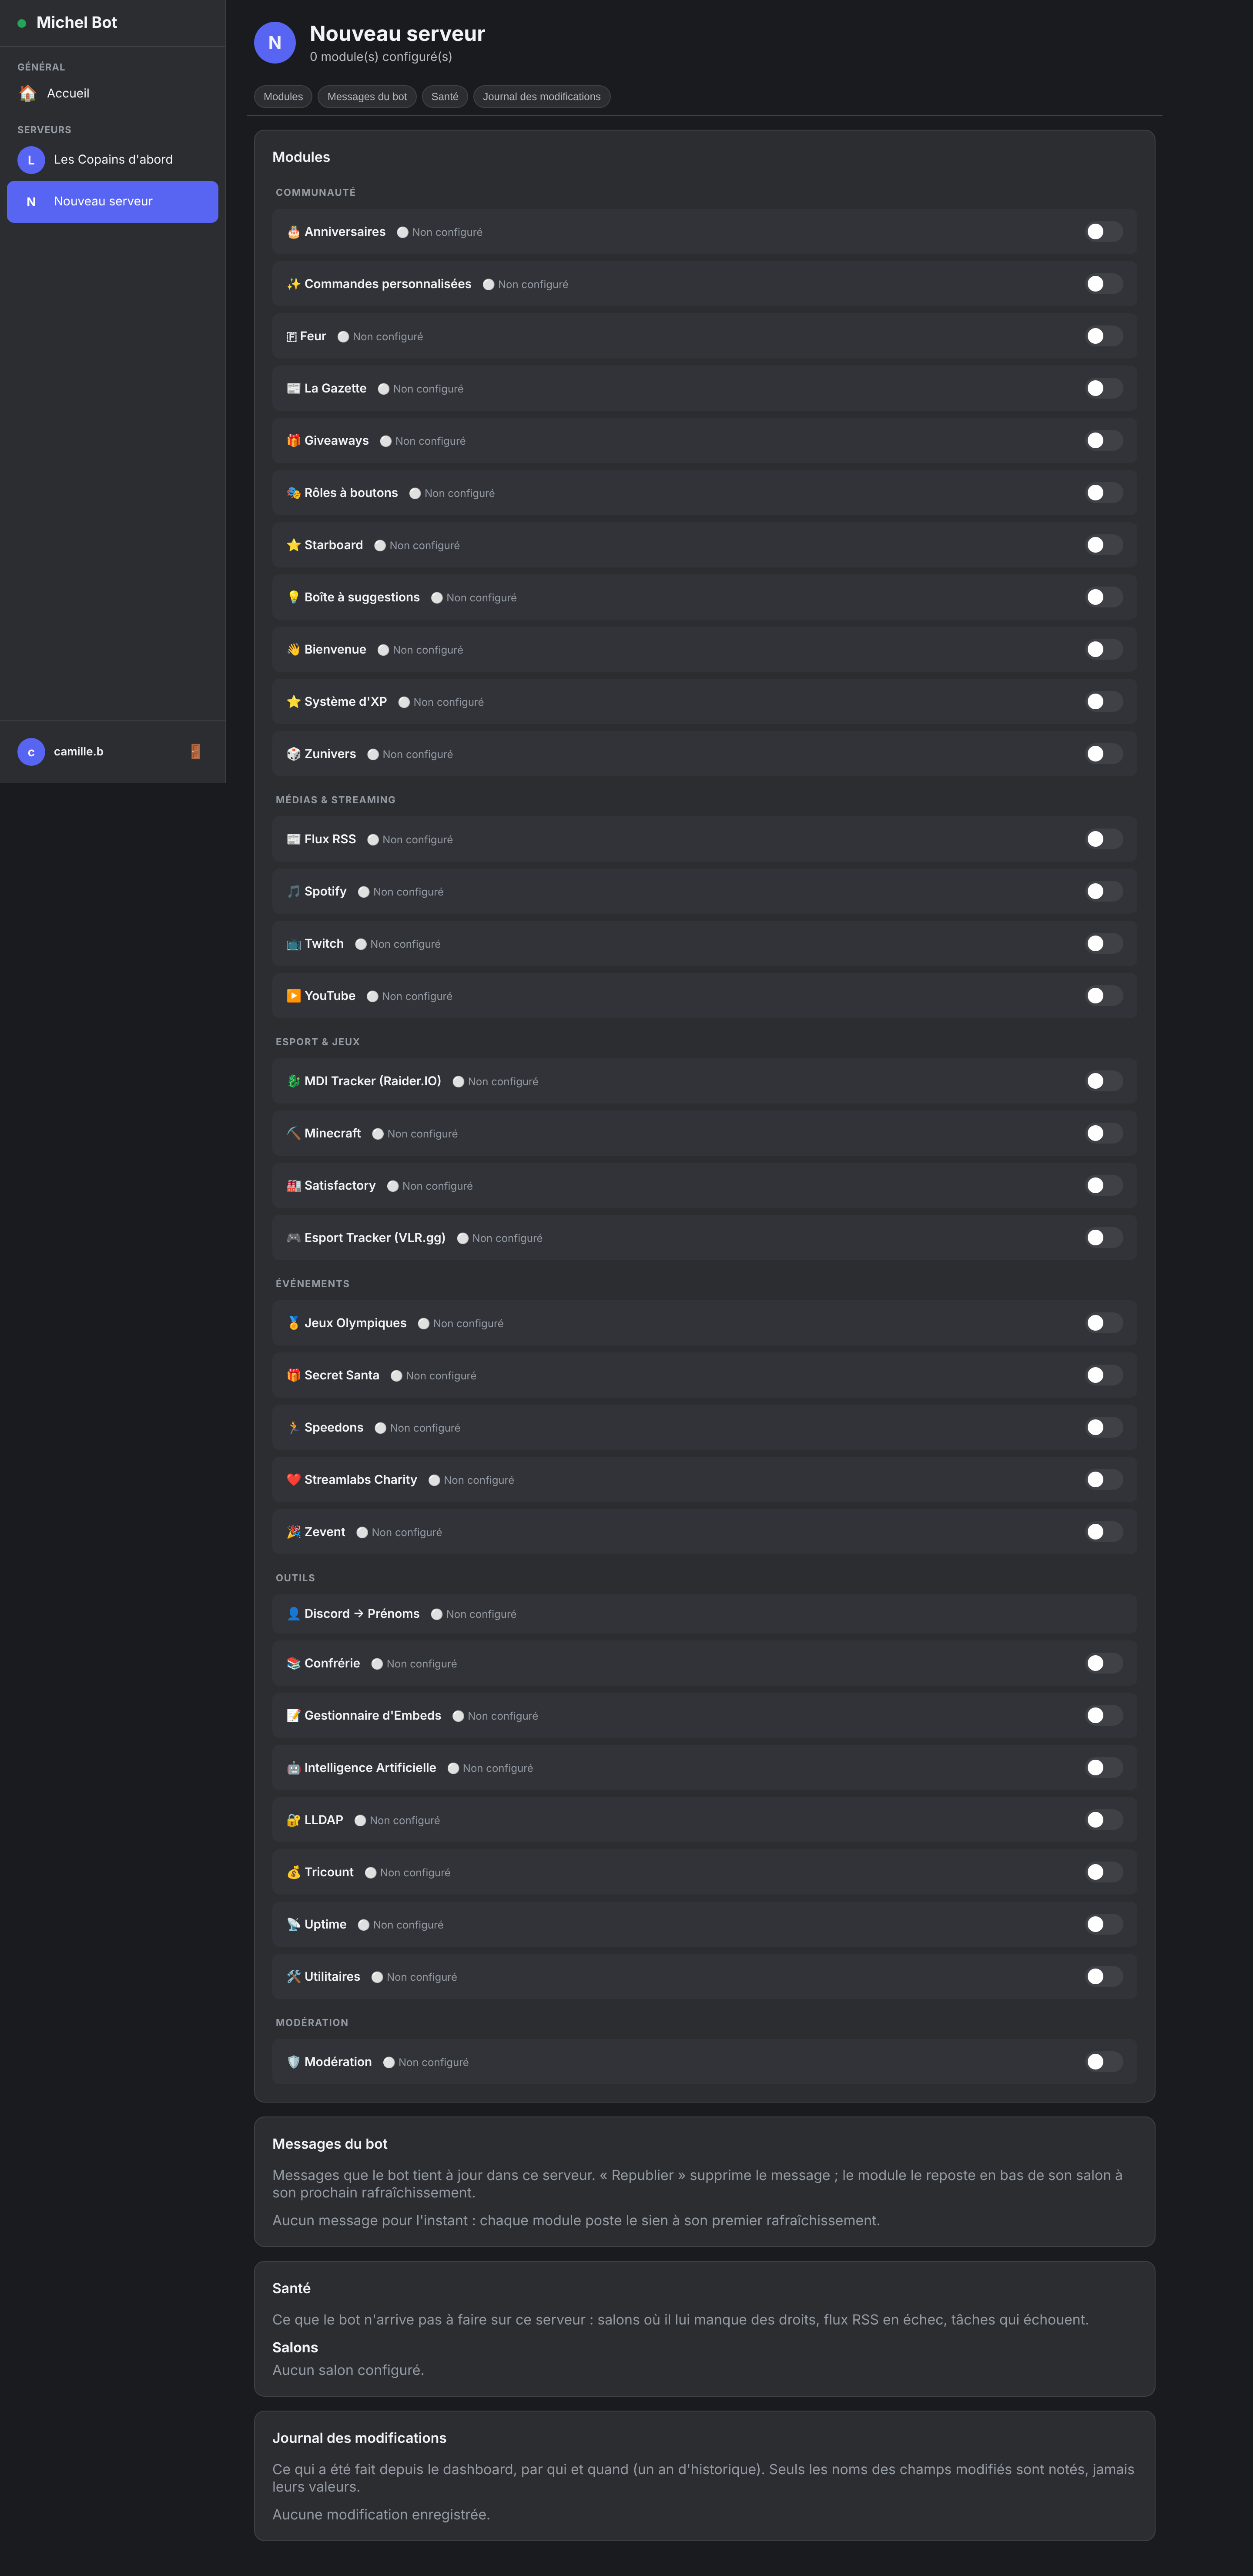 Michel Bot
GÉNÉRAL
🏠 Accueil
SERVEURS
L Les Copains d'abord
N Nouveau serveur
c camille.b
N
Nouveau serveur
0 module(s) configuré(s)
Modules Messages du bot Santé Journal des modifications
Modules
COMMUNAUTÉ
🎂 Anniversaires ⚪ Non configuré
✨ Commandes personnalisées ⚪ Non configuré
🇫 Feur ⚪ Non configuré
📰 La Gazette ⚪ Non configuré
🎁 Giveaways ⚪ Non configuré
🎭 Rôles à boutons ⚪ Non configuré
⭐ Starboard ⚪ Non configuré
💡 Boîte à suggestions ⚪ Non configuré
👋 Bienvenue ⚪ Non configuré
⭐ Système d'XP ⚪ Non configuré
🎲 Zunivers ⚪ Non configuré
MÉDIAS & STREAMING
📰 Flux RSS ⚪ Non configuré
🎵 Spotify ⚪ Non configuré
📺 Twitch ⚪ Non configuré
▶️ YouTube ⚪ Non configuré
ESPORT & JEUX
🐉 MDI Tracker (Raider.IO) ⚪ Non configuré
⛏️ Minecraft ⚪ Non configuré
🏭 Satisfactory ⚪ Non configuré
🎮 Esport Tracker (VLR.gg) ⚪ Non configuré
ÉVÉNEMENTS
🏅 Jeux Olympiques ⚪ Non configuré
🎁 Secret Santa ⚪ Non configuré
🏃 Speedons ⚪ Non configuré
❤️ Streamlabs Charity ⚪ Non configuré
🎉 Zevent ⚪ Non configuré
OUTILS
👤 Discord → Prénoms ⚪ Non configuré
📚 Confrérie ⚪ Non configuré
📝 Gestionnaire d'Embeds ⚪ Non configuré
🤖 Intelligence Artificielle ⚪ Non configuré
🔐 LLDAP ⚪ Non configuré
💰 Tricount ⚪ Non configuré
📡 Uptime ⚪ Non configuré
🛠️ Utilitaires ⚪ Non configuré
MODÉRATION
🛡️ Modération ⚪ Non configuré
Messages du bot
Messages que le bot tient à jour dans ce serveur. « Republier » supprime le message ; le module le reposte en bas de son salon à
son prochain rafraîchissement.
Aucun message pour l'instant : chaque module poste le sien à son premier rafraîchissement.
Santé
Ce que le bot n'arrive pas à faire sur ce serveur : salons où il lui manque des droits, flux RSS en échec, tâches qui échouent.
Salons
Aucun salon configuré.
Journal des modifications
Ce qui a été fait depuis le dashboard, par qui et quand (un an d'historique). Seuls les noms des champs modifiés sont notés, jamais
leurs valeurs.
Aucune modification enregistrée.